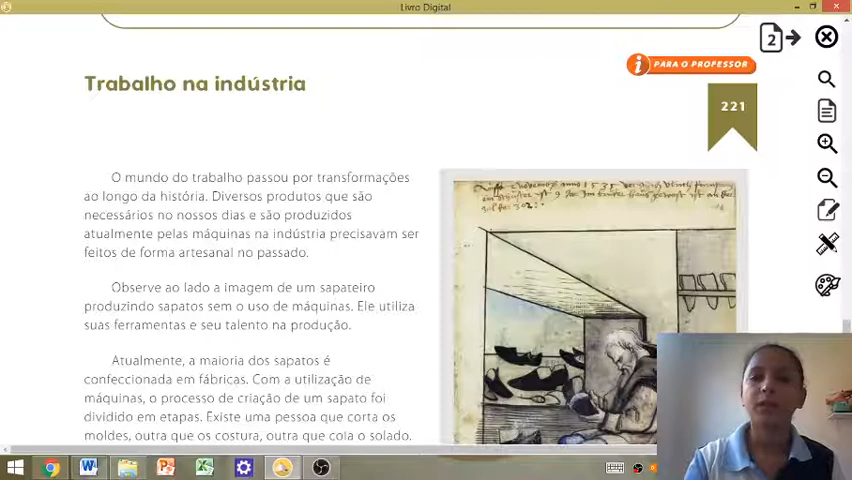 Livro Digital
2
PARA O PROFESSOR
Trabalho na indústria
221
O mundo do trabalho passou por transformações
ao longo da história. Diversos produtos que são
necessários no nossos dias e são produzidos
atualmente pelas máquinas na indústria precisavam ser
feitos de forma artesanal no passado.
Observe ao lado a imagem de um sapateiro
produzindo sapatos sem o uso de máquinas. Ele utiliza
suas ferramentas e seu talento na produção.
Atualmente, a maioria dos sapatos é
confeccionada em fábricas. Com a utilização de
máquinas, o processo de criação de um sapato foi
dividido em etapas. Existe uma pessoa que corta os
moldes, outra que os costura, outra que cola o solado.